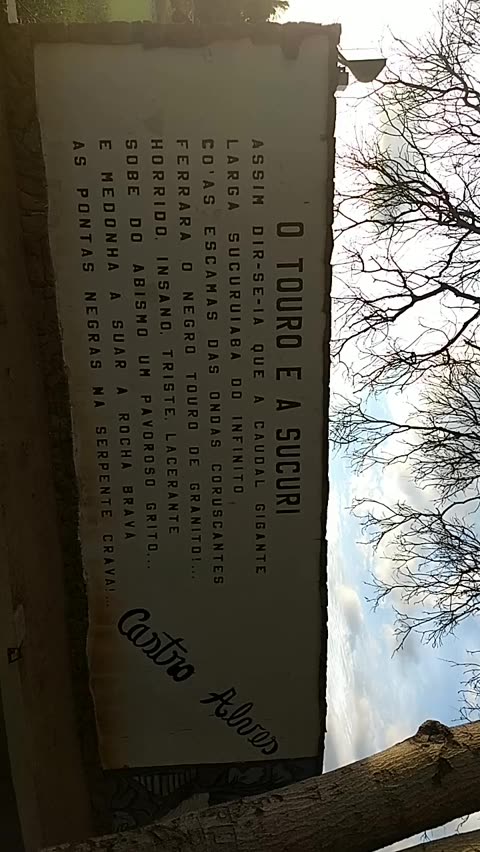 O TOURO E A SUCURI
ASSIM DIR-SE-IA QUE A CAUDAL GIGANTE
LARGA SUCURUIABA DO INFINITO,
CO'AS ESCAMAS DAS ONDAS CORUSCANTES
FERRARA O NEGRO TOURO DE GRANITO!...
HORRIDO, INSANO, TRISTE, LACERANTE
SOBE DO ABISMO UM PAVOROSO GRITO...
E MEDONHA A SUAR A ROCHA BRAVA
AS PONTAS NEGRAS NA SERPENTE CRAVA!...
Castro Alves